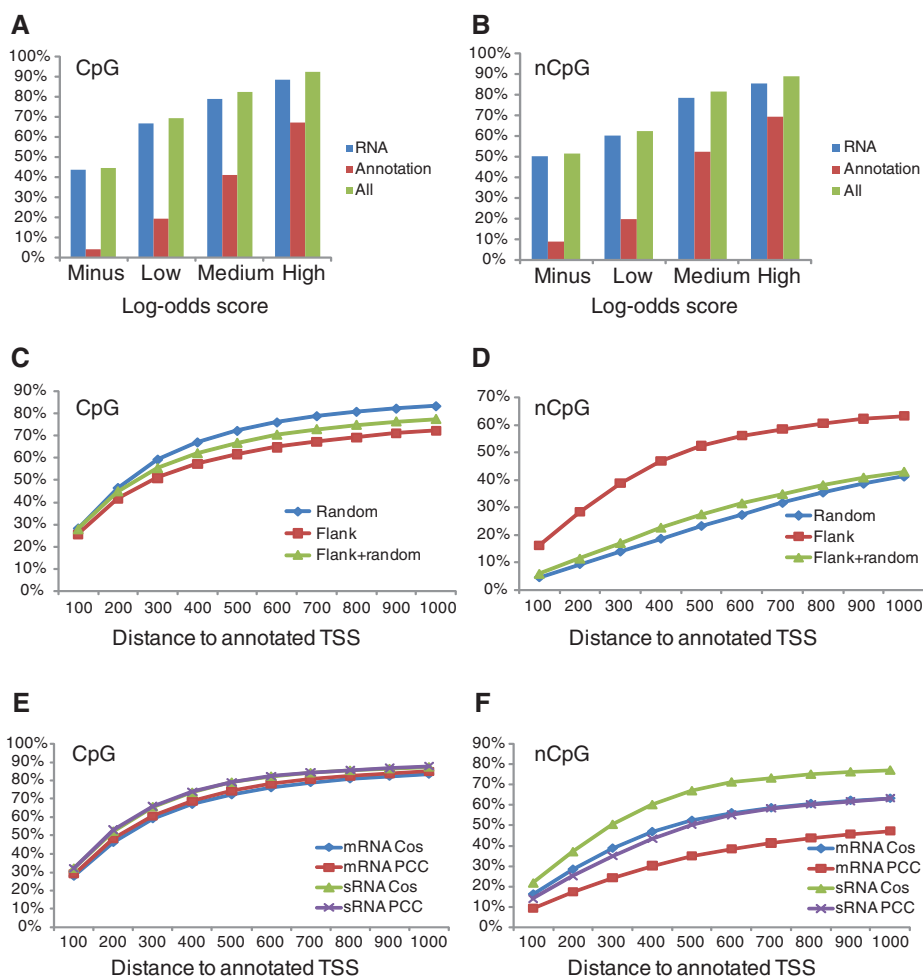 A
CpG
100%
90%
80%
70%
60%
50%
40%
30%
20%
10%
0%
RNA
Annotation
All
Minus Low Medium High
Log-odds score
B
nCpG
100%
90%
80%
70%
60%
50%
40%
30%
20%
10%
0%
RNA
Annotation
All
Minus Low Medium High
Log-odds score
C
CpG
90%
80%
70%
60%
50%
40%
30%
20%
10%
0%
Random
Flank
Flank+random
100 200 300 400 500 600 700 800 900 1000
Distance to annotated TSS
D
nCpG
70%
60%
50%
40%
30%
20%
10%
0%
Random
Flank
Flank+random
100 200 300 400 500 600 700 800 900 1000
Distance to annotated TSS
E
CpG
100%
90%
80%
70%
60%
50%
40%
30%
20%
10%
0%
mRNA Cos
mRNA PCC
sRNA Cos
sRNA PCC
100 200 300 400 500 600 700 800 900 1000
Distance to annotated TSS
F
nCpG
90%
80%
70%
60%
50%
40%
30%
20%
10%
0%
mRNA Cos
mRNA PCC
sRNA Cos
sRNA PCC
100 200 300 400 500 600 700 800 900 1000
Distance to annotated TSS